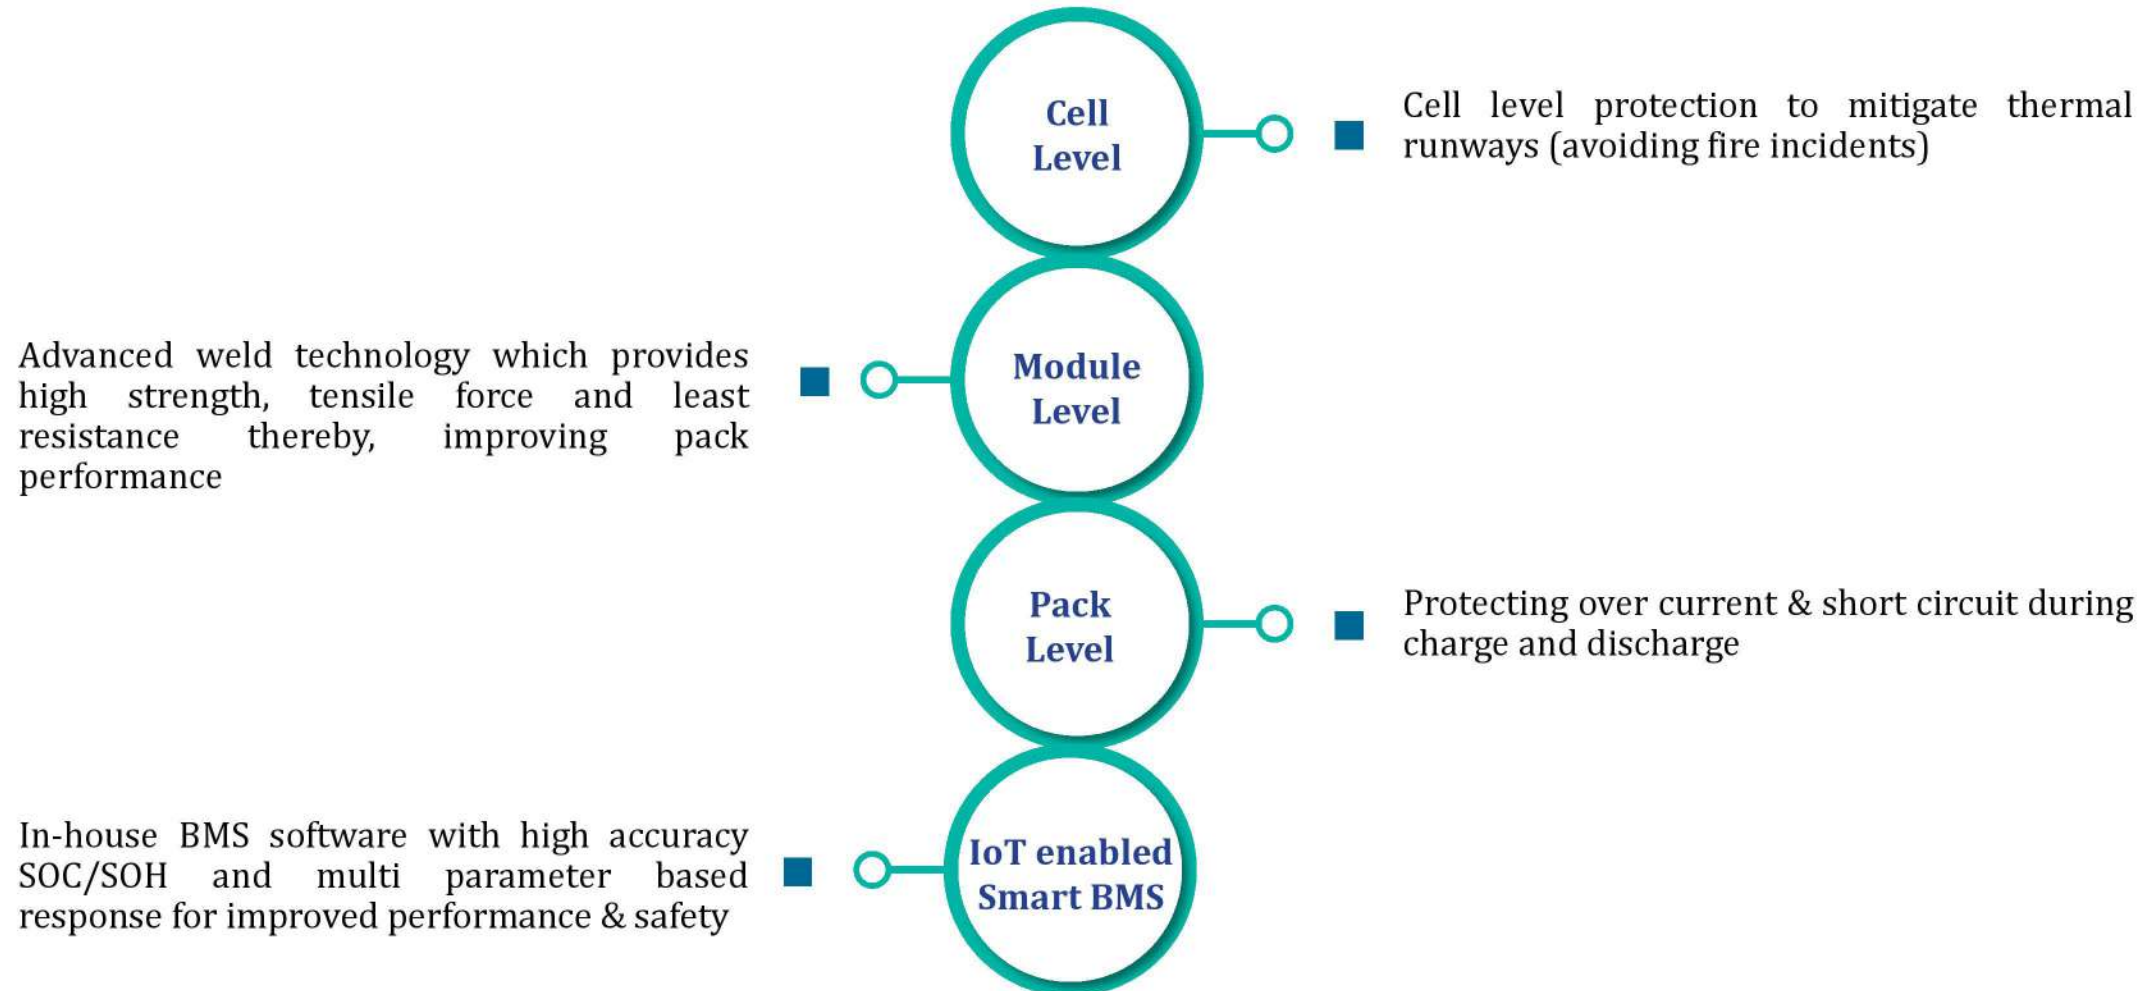 Cell
Level
Cell level protection to mitigate thermal
runways (avoiding fire incidents)
Module
Level
Advanced weld technology which provides
high strength, tensile force and least
resistance thereby, improving pack
performance
Pack
Level
Protecting over current & short circuit during
charge and discharge
IoT enabled
Smart BMS
In-house BMS software with high accuracy
SOC/SOH and multi parameter based
response for improved performance & safety